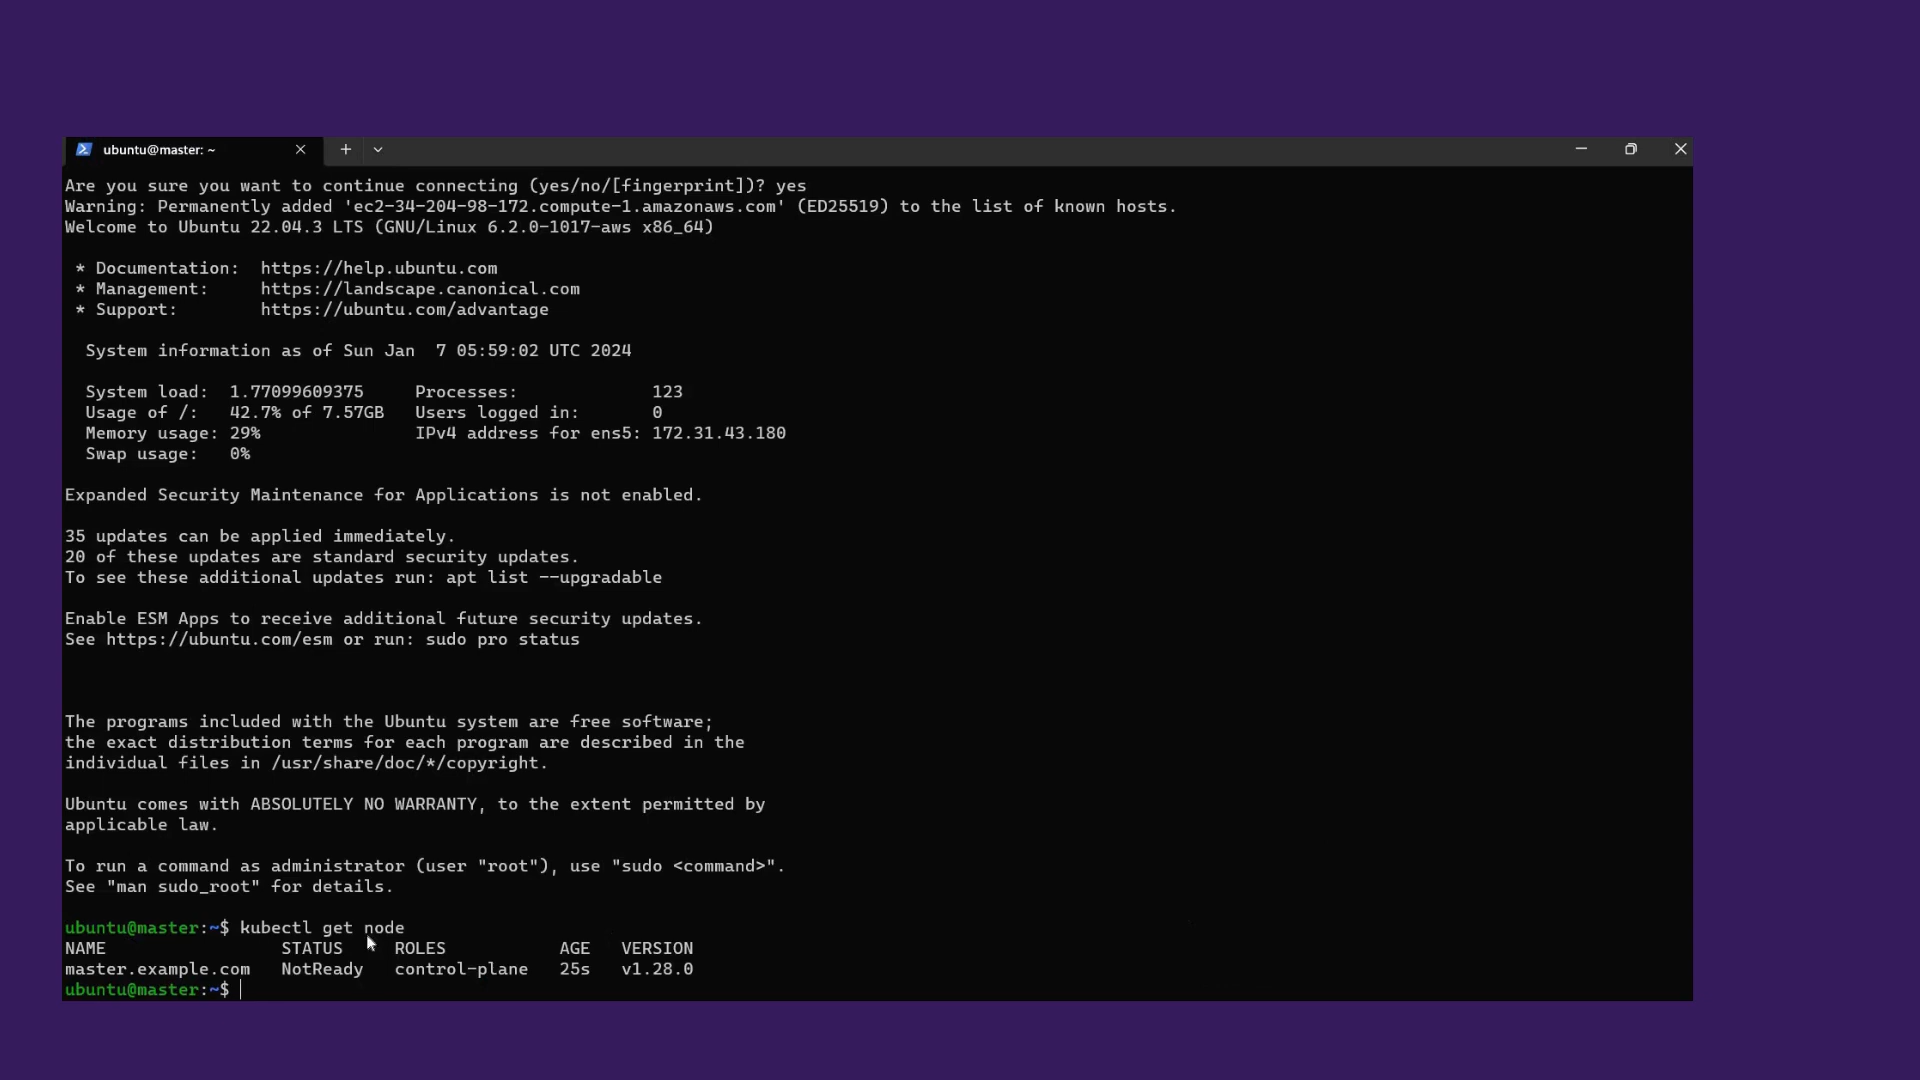 ubuntu@master: ~
Are you sure you want to continue connecting (yes/no/[fingerprint])? yes
Warning: Permanently added 'ec2-34-204-98-172.compute-1.amazonaws.com' (ED25519) to the list of known hosts.
Welcome to Ubuntu 22.04.3 LTS (GNU/Linux 6.2.0-1017-aws x86_64)
* Documentation:  https://help.ubuntu.com
* Management:     https://landscape.canonical.com
* Support:        https://ubuntu.com/advantage
System information as of Sun Jan  7 05:59:02 UTC 2024
System load:  1.77099609375     Processes:             123
Usage of /:   42.7% of 7.57GB   Users logged in:       0
Memory usage: 29%               IPv4 address for ens5: 172.31.43.180
Swap usage:   0%
Expanded Security Maintenance for Applications is not enabled.
35 updates can be applied immediately.
20 of these updates are standard security updates.
To see these additional updates run: apt list --upgradable
Enable ESM Apps to receive additional future security updates.
See https://ubuntu.com/esm or run: sudo pro status
The programs included with the Ubuntu system are free software;
the exact distribution terms for each program are described in the
individual files in /usr/share/doc/*/copyright.
Ubuntu comes with ABSOLUTELY NO WARRANTY, to the extent permitted by
applicable law.
To run a command as administrator (user "root"), use "sudo <command>".
See "man sudo_root" for details.
ubuntu@master:~$ kubectl get node
NAME                 STATUS     ROLES           AGE   VERSION
master.example.com   NotReady   control-plane   25s   v1.28.0
ubuntu@master:~$